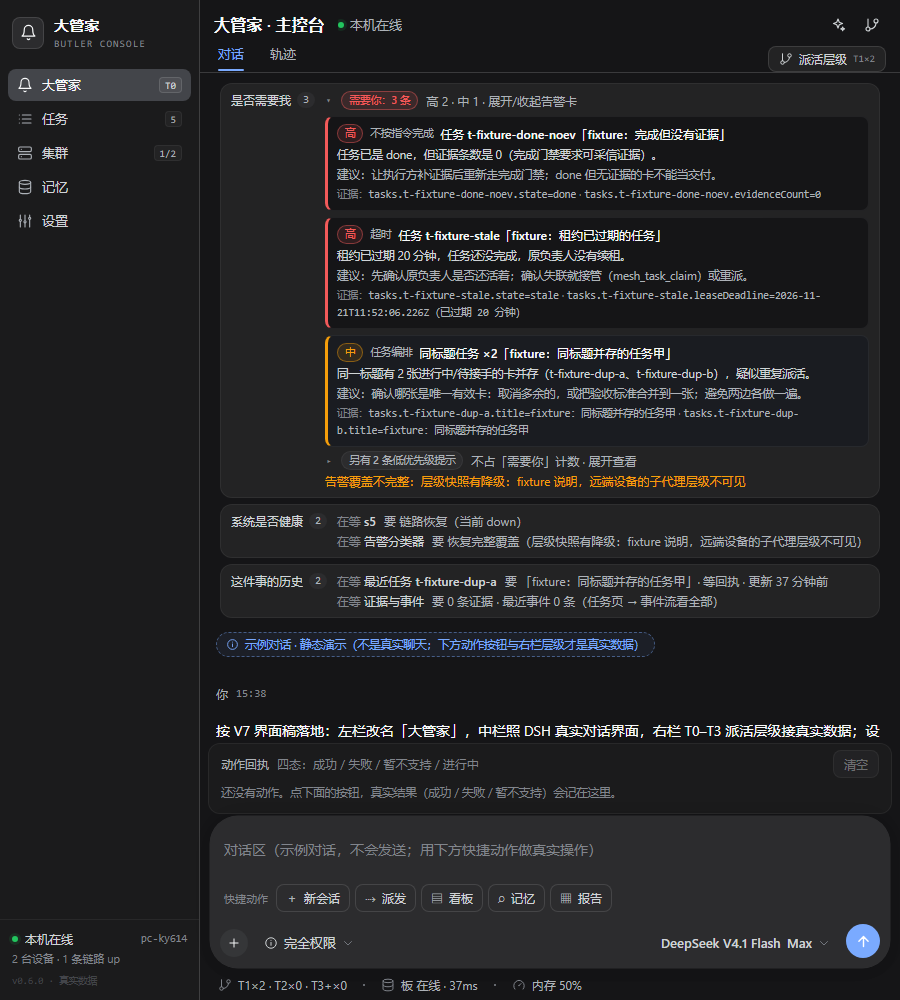 大管家
BUTLER CONSOLE
大管家 T0
任务 5
集群 1/2
记忆
设置
本机在线 pc-ky614
2 台设备 · 1 条链路 up
v0.6.0 · 真实数据
大管家 · 主控台 本机在线
对话 轨迹
派活层级 T1×2
是否需要我 3 需要你：3 条 高 2 · 中 1 · 展开/收起告警卡
高 不按指令完成 任务 t-fixture-done-noev「fixture：完成但没有证据」
任务已是 done，但证据条数是 0（完成门禁要求可采信证据）。
建议：让执行方补证据后重新走完成门禁；done 但无证据的卡不能当交付。
证据：tasks.t-fixture-done-noev.state=done · tasks.t-fixture-done-noev.evidenceCount=0
高 超时 任务 t-fixture-stale「fixture：租约已过期的任务」
租约已过期 20 分钟，任务还没完成，原负责人没有续租。
建议：先确认原负责人是否还活着；确认失联就接管（mesh_task_claim）或重派。
证据：tasks.t-fixture-stale.state=stale · tasks.t-fixture-stale.leaseDeadline=2026-11-
21T11:52:06.226Z（已过期 20 分钟）
中 任务编排 同标题任务 ×2「fixture：同标题并存的任务甲」
同一标题有 2 张进行中/待接手的卡并存（t-fixture-dup-a、t-fixture-dup-b），疑似重复派活。
建议：确认哪张是唯一有效卡：取消多余的，或把验收标准合并到一张；避免两边各做一遍。
证据：tasks.t-fixture-dup-a.title=fixture：同标题并存的任务甲 · tasks.t-fixture-dup-
b.title=fixture：同标题并存的任务甲
另有 2 条低优先级提示 不占「需要你」计数 · 展开查看
告警覆盖不完整：层级快照有降级：fixture 说明，远端设备的子代理层级不可见
系统是否健康 2 在等 s5 要 链路恢复（当前 down）
在等 告警分类器 要 恢复完整覆盖（层级快照有降级：fixture 说明，远端设备的子代理层级不可见）
这件事的历史 2 在等 最近任务 t-fixture-dup-a 要 「fixture：同标题并存的任务甲」· 等回执 · 更新 37 分钟前
在等 证据与事件 要 0 条证据 · 最近事件 0 条（任务页 → 事件流看全部）
示例对话 · 静态演示（不是真实聊天；下方动作按钮与右栏层级才是真实数据）
你 15:38
按 V7 界面稿落地：左栏改名「大管家」，中栏照 DSH 真实对话界面，右栏 T0–T3 派活层级接真实数据；设
动作回执 四态：成功 / 失败 / 暂不支持 / 进行中 清空
还没有动作。点下面的按钮，真实结果（成功 / 失败 / 暂不支持）会记在这里。
对话区（示例对话，不会发送；用下方快捷动作做真实操作）
快捷动作 新会话 派发 看板 记忆 报告
完全权限 DeepSeek V4.1 Flash Max
T1×2 · T2×0 · T3+×0 · 板 在线 · 37ms · 内存 50%